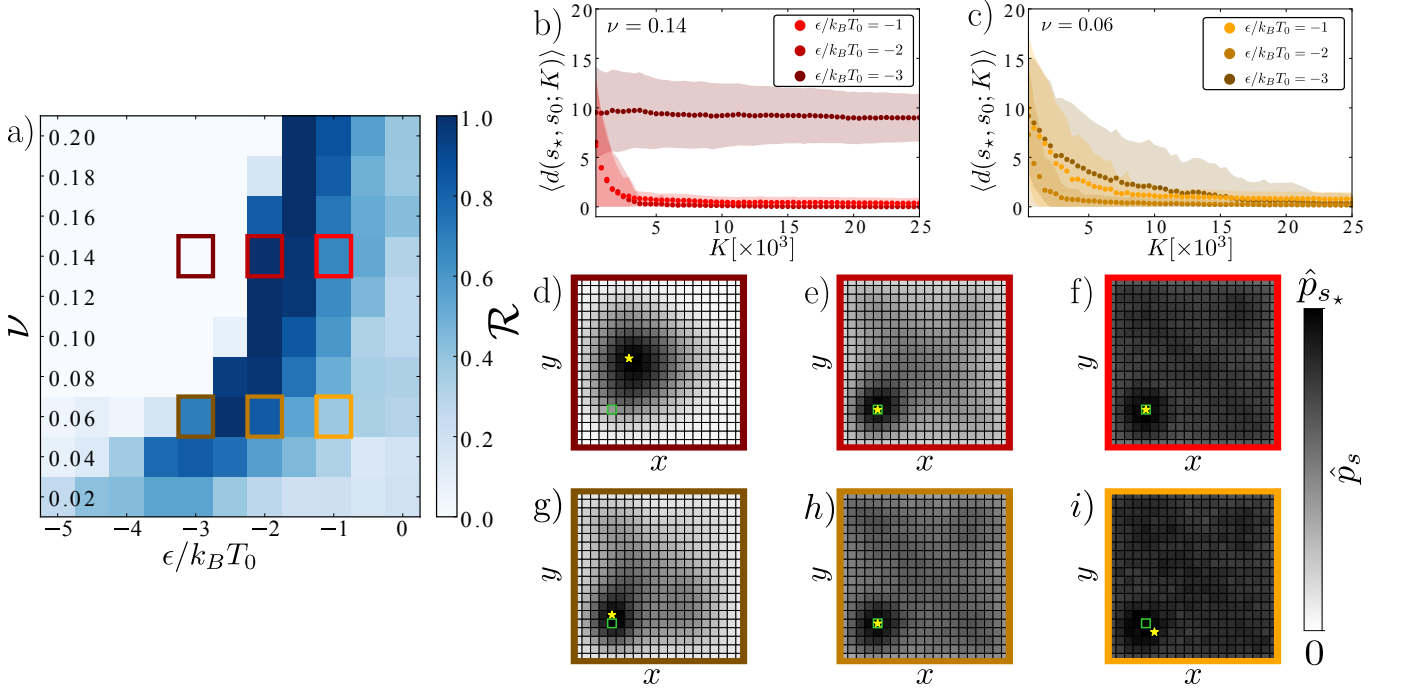 a)
ν
0.20
0.18
0.16
0.14
0.12
0.10
0.08
0.06
0.04
0.02
−5 −4 −3 −2 −1 0
ϵ/k_BT_0
1.0
0.8
0.6
0.4
0.2
0.0
ℛ
b)
ν = 0.14
ϵ/k_BT_0 = −1
ϵ/k_BT_0 = −2
ϵ/k_BT_0 = −3
⟨d(s_⋆, s_0; K)⟩
20
15
10
5
0
5 10 15 20 25
K[×10^3]
c)
ν = 0.06
ϵ/k_BT_0 = −1
ϵ/k_BT_0 = −2
ϵ/k_BT_0 = −3
⟨d(s_⋆, s_0; K)⟩
20
15
10
5
0
5 10 15 20 25
K[×10^3]
d)
y
x
e)
y
x
f)
y
x
g)
y
x
h)
y
x
i)
y
x
p̂_{s_⋆}
p̂_s
0